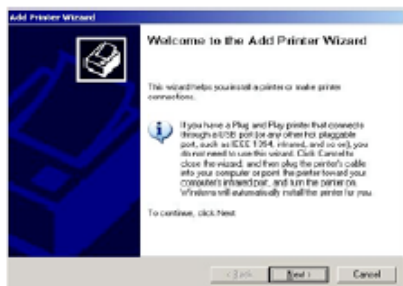 Add Printer Wizard
Welcome to the Add Printer Wizard
This wizard helps you install a printer or make printer
connections.
If you have a Plug and Play printer that connects
through a USB port (or any other hot pluggable
port, such as IEEE 1394, infrared, and so on), you
do not need to use this wizard. Click Cancel to
close the wizard, and then plug the printer's cable
into your computer or point the printer toward your
computer's infrared port, and turn the printer on.
Windows will automatically install the printer for you.
To continue, click Next.
< Back
Next >
Cancel